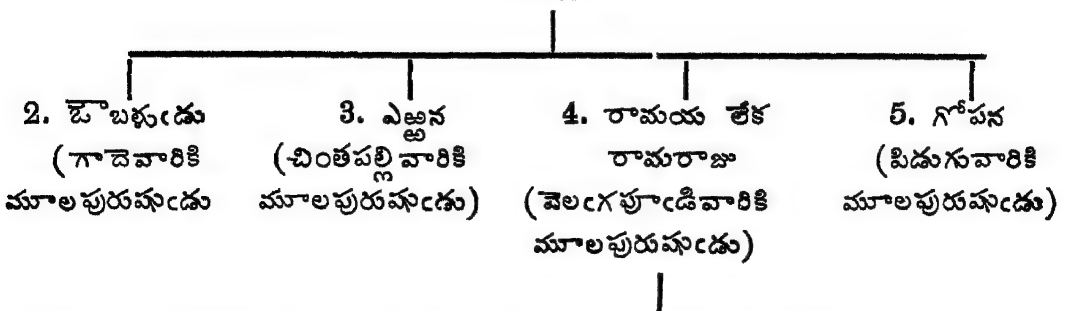 2. ఔబళుఁడు
(గాదెవారికి
మూలపురుషుఁడు
3. ఎఱ్ఱన
(చింతపల్లి వారికి
మూలపురుషుఁడు)
4. రామయ లేక
రామరాజు
(వెలఁగపూఁడివారికి
మూలపురుషుఁడు)
5. గోపన
(పిడుగువారికి
మూలపురుషుఁడు)